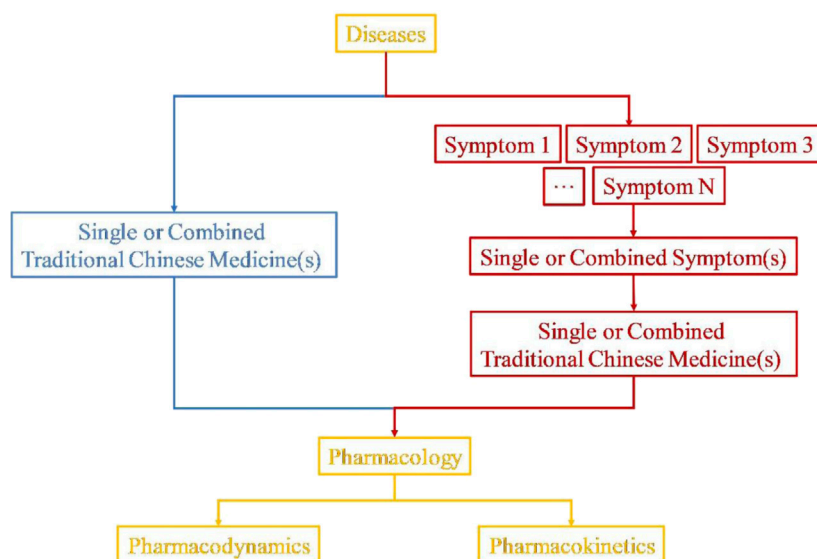 Diseases
Symptom 1
Symptom 2
Symptom 3
...
Symptom N
Single or Combined
Traditional Chinese Medicine(s)
Single or Combined Symptom(s)
Single or Combined
Traditional Chinese Medicine(s)
Pharmacology
Pharmacodynamics
Pharmacokinetics